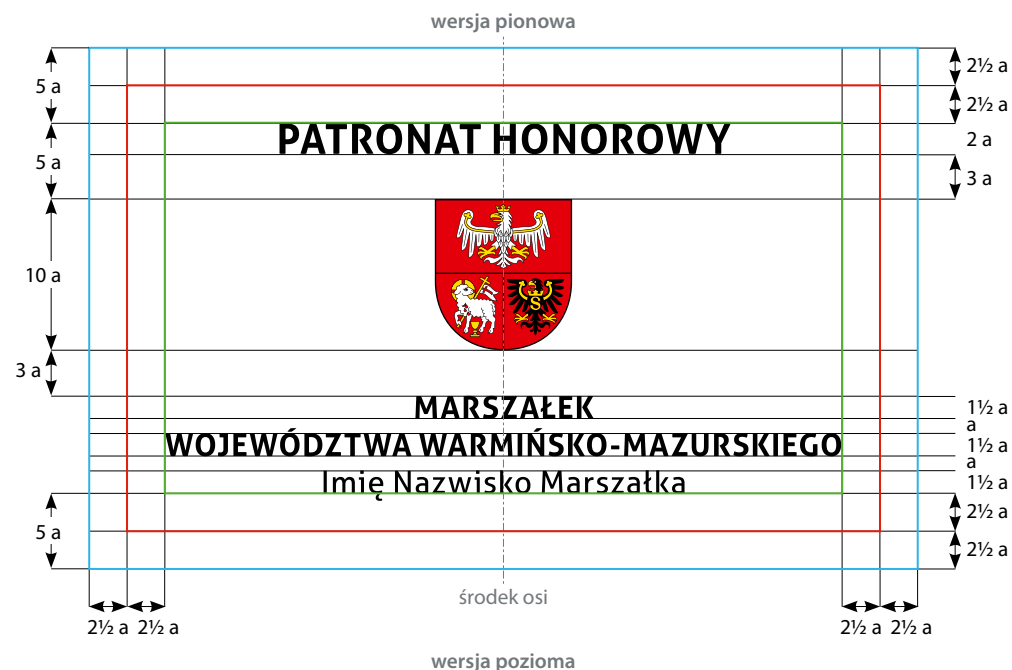 wersja pionowa
5 a
2½ a
2½ a
PATRONAT HONOROWY
2 a
5 a
3 a
10 a
S
3 a
MARSZAŁEK
1½ a
a
WOJEWÓDZTWA WARMIŃSKO-MAZURSKIEGO
1½ a
a
Imię Nazwisko Marszałka
1½ a
2½ a
5 a
2½ a
środek osi
2½ a 2½ a 2½ a 2½ a
wersja pozioma